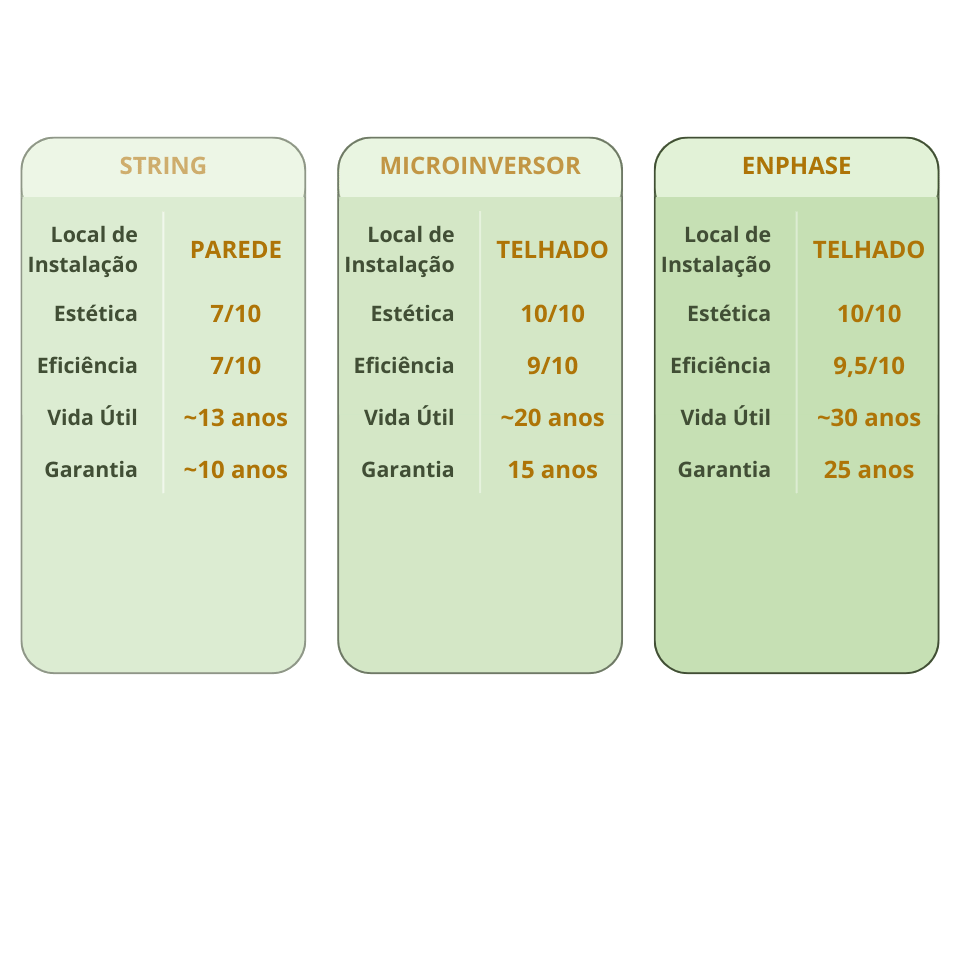 STRING
Local de
Instalação
PAREDE
Estética
7/10
Eficiência
7/10
Vida Útil
~13 anos
Garantia
~10 anos
MICROINVERSOR
Local de
Instalação
TELHADO
Estética
10/10
Eficiência
9/10
Vida Útil
~20 anos
Garantia
15 anos
ENPHASE
Local de
Instalação
TELHADO
Estética
10/10
Eficiência
9,5/10
Vida Útil
~30 anos
Garantia
25 anos